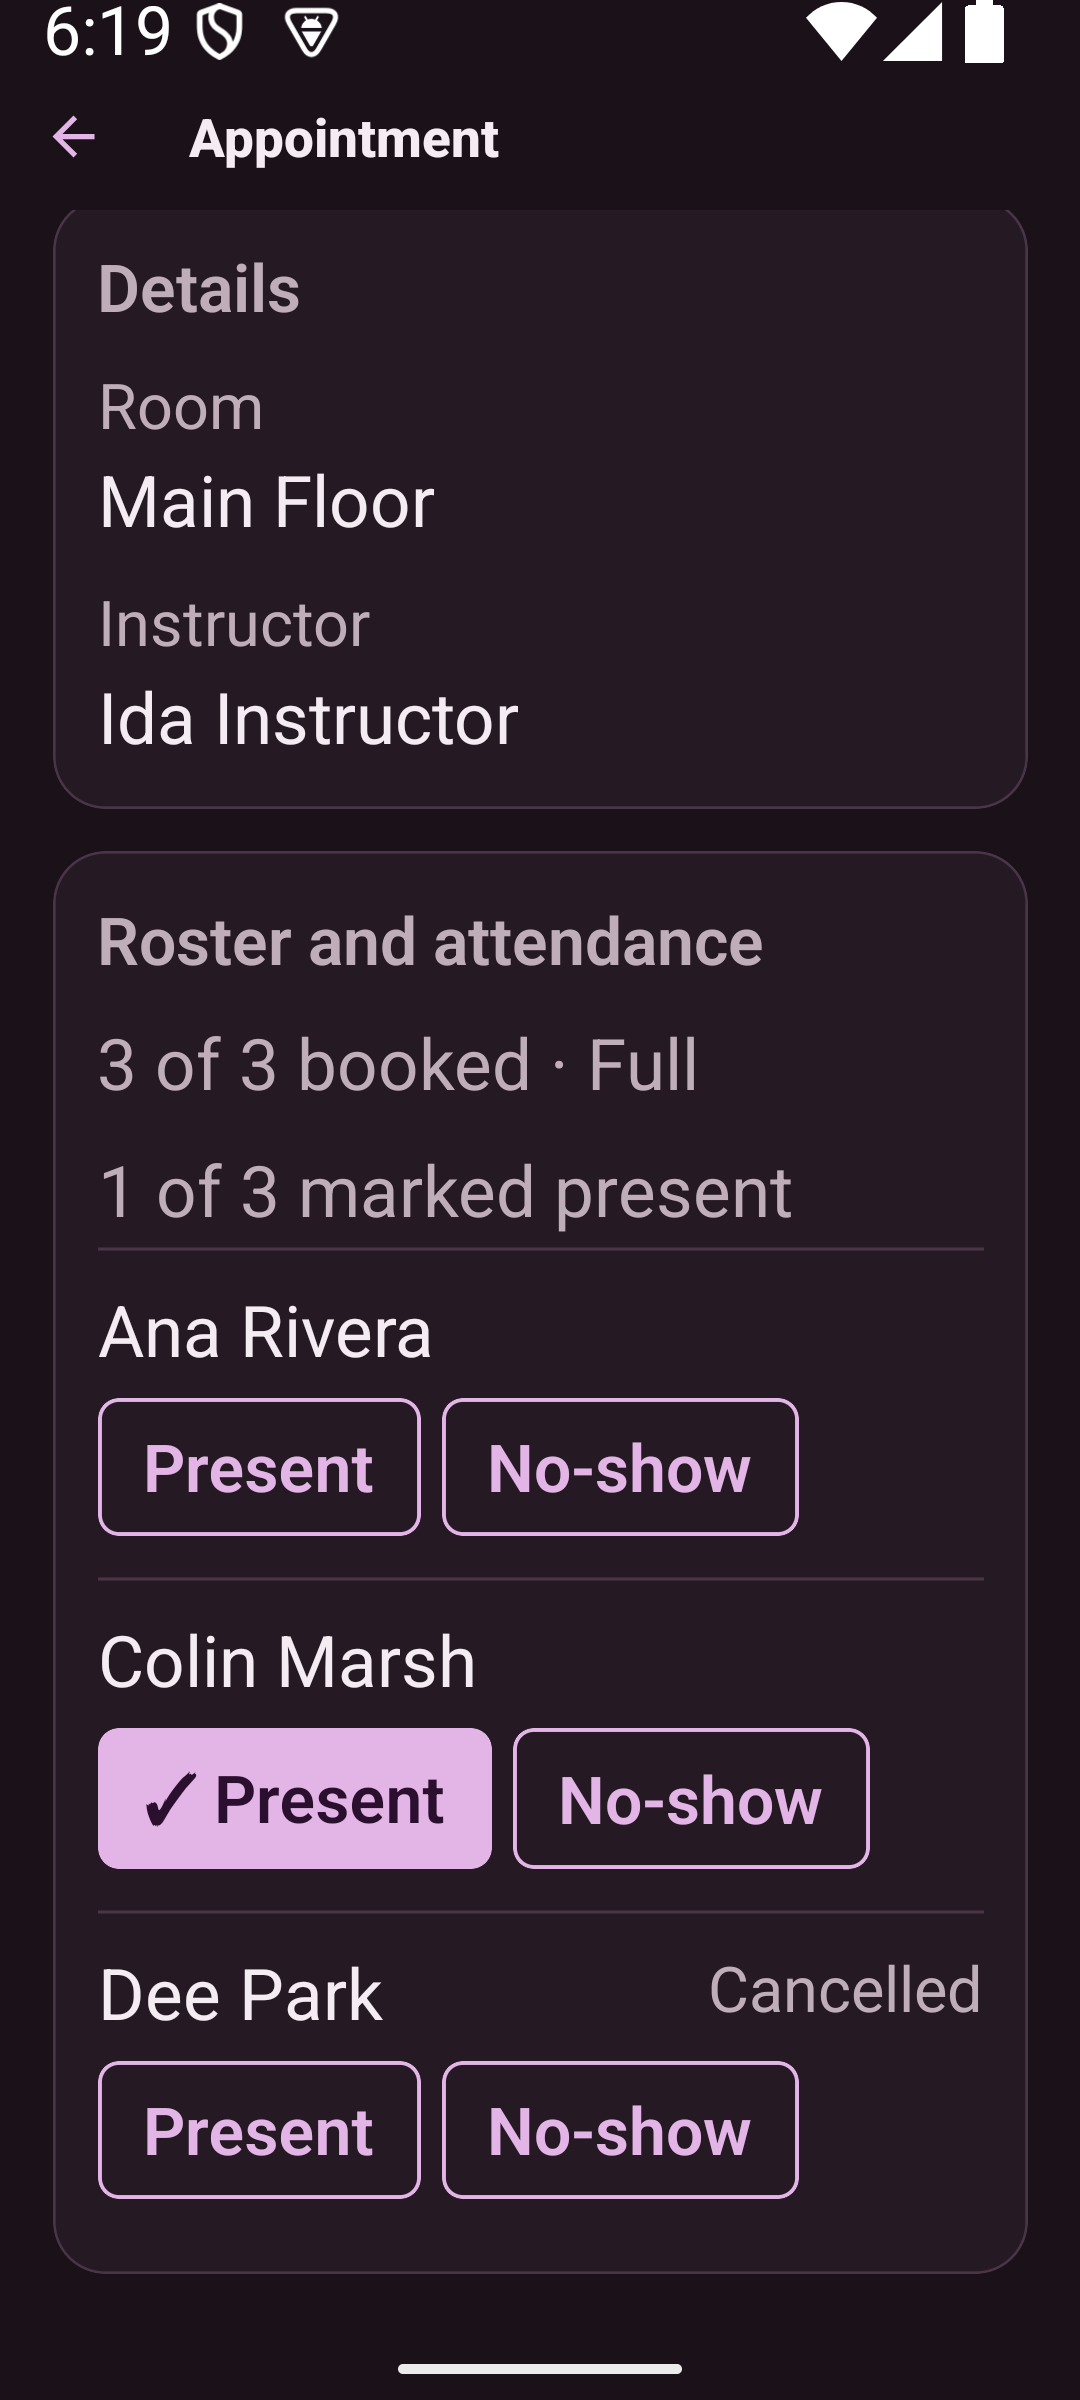 6:19
Appointment
Details
Room
Main Floor
Instructor
Ida Instructor
Roster and attendance
3 of 3 booked · Full
1 of 3 marked present
Ana Rivera
Present No-show
Colin Marsh
✓ Present No-show
Dee Park Cancelled
Present No-show